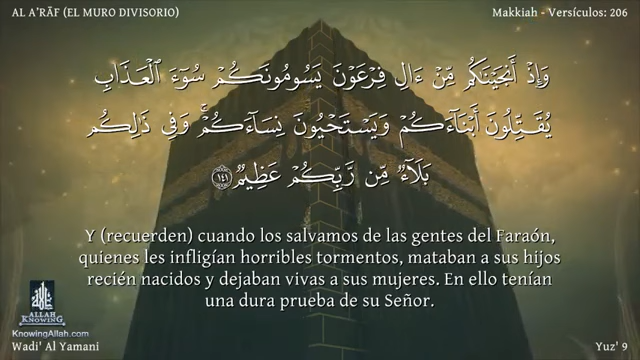 AL A'RĀF (EL MURO DIVISORIO)
Makkiah - Versículos: 206
وَإِذۡ أَنجَيۡنَٰكُم مِّنۡ ءَالِ فِرۡعَوۡنَ يَسُومُونَكُمۡ سُوٓءَ ٱلۡعَذَابِ
يُقَتِّلُونَ أَبۡنَآءَكُمۡ وَيَسۡتَحۡيُونَ نِسَآءَكُمۡۚ وَفِي ذَٰلِكُم
بَلَآءٞ مِّن رَّبِّكُمۡ عَظِيمٞ ١٤١
Y (recuerden) cuando los salvamos de las gentes del Faraón,
quienes les infligían horribles tormentos, mataban a sus hijos
recién nacidos y dejaban vivas a sus mujeres. En ello tenían
una dura prueba de su Señor.
ALLAH
KNOWING
KnowingAllah.com
Wadi' Al Yamani
Yuz' 9